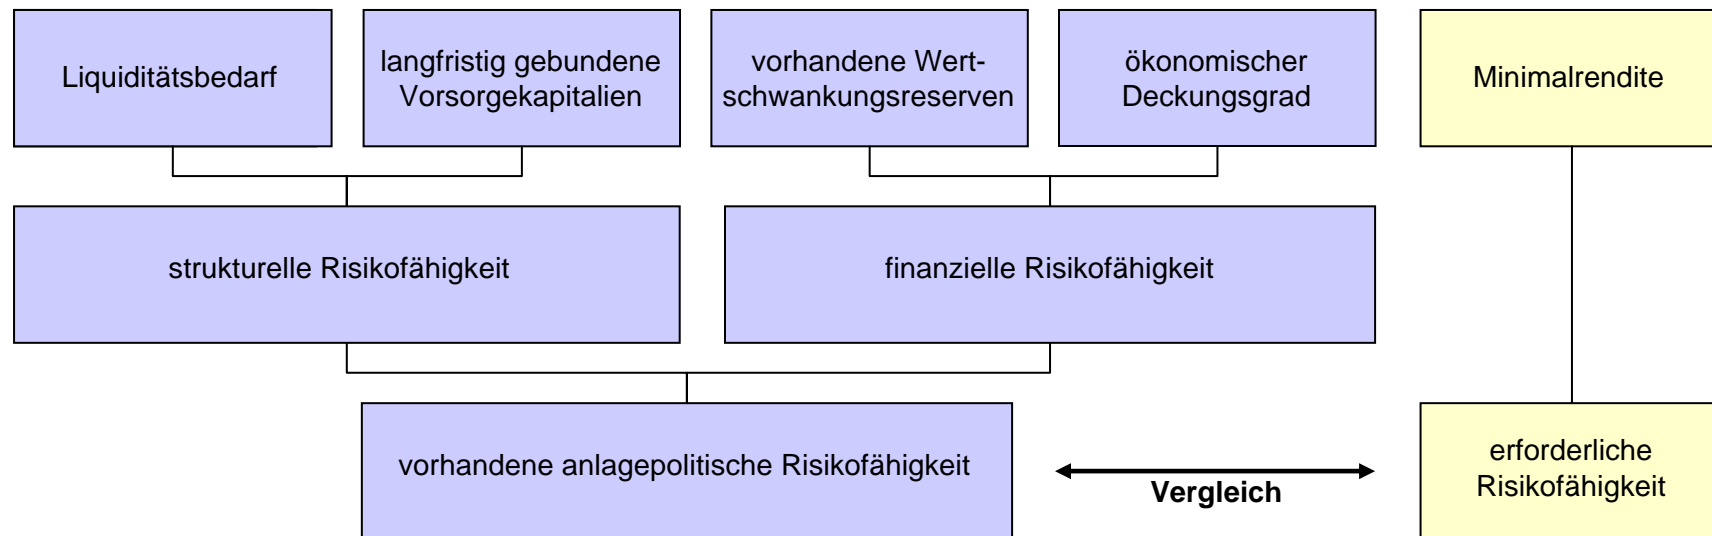 Liquiditätsbedarf
langfristig gebundene
Vorsorgekapitalien
vorhandene Wert-
schwankungsreserven
ökonomischer
Deckungsgrad
Minimalrendite
strukturelle Risikofähigkeit
finanzielle Risikofähigkeit
vorhandene anlagepolitische Risikofähigkeit
Vergleich
erforderliche
Risikofähigkeit